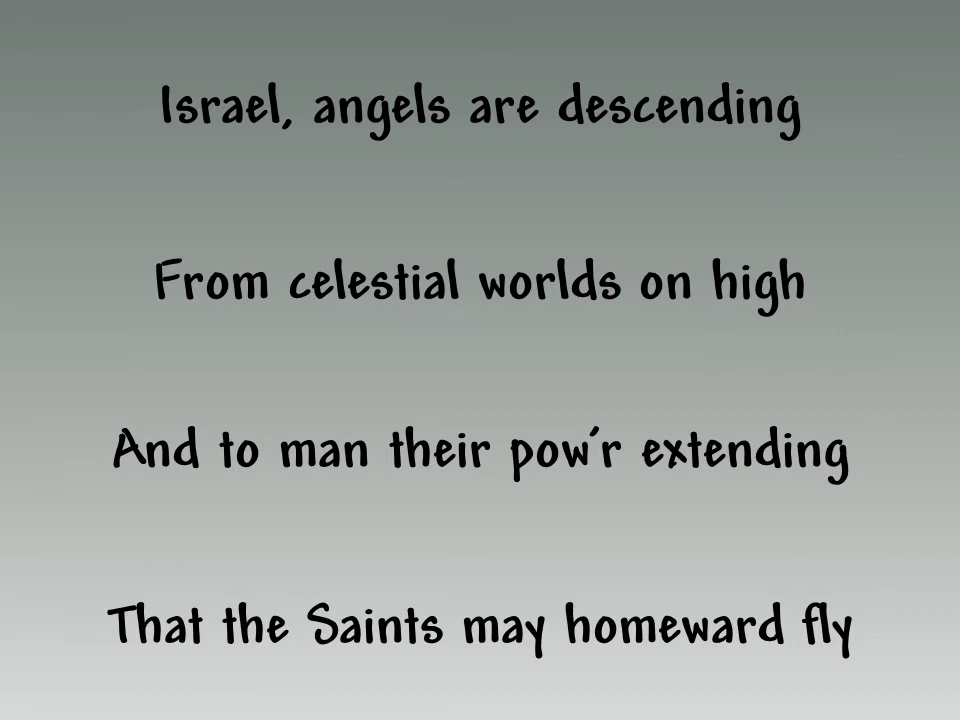 Israel, angels are descending
From celestial worlds on high
And to man their pow'r extending
That the Saints may homeward fly